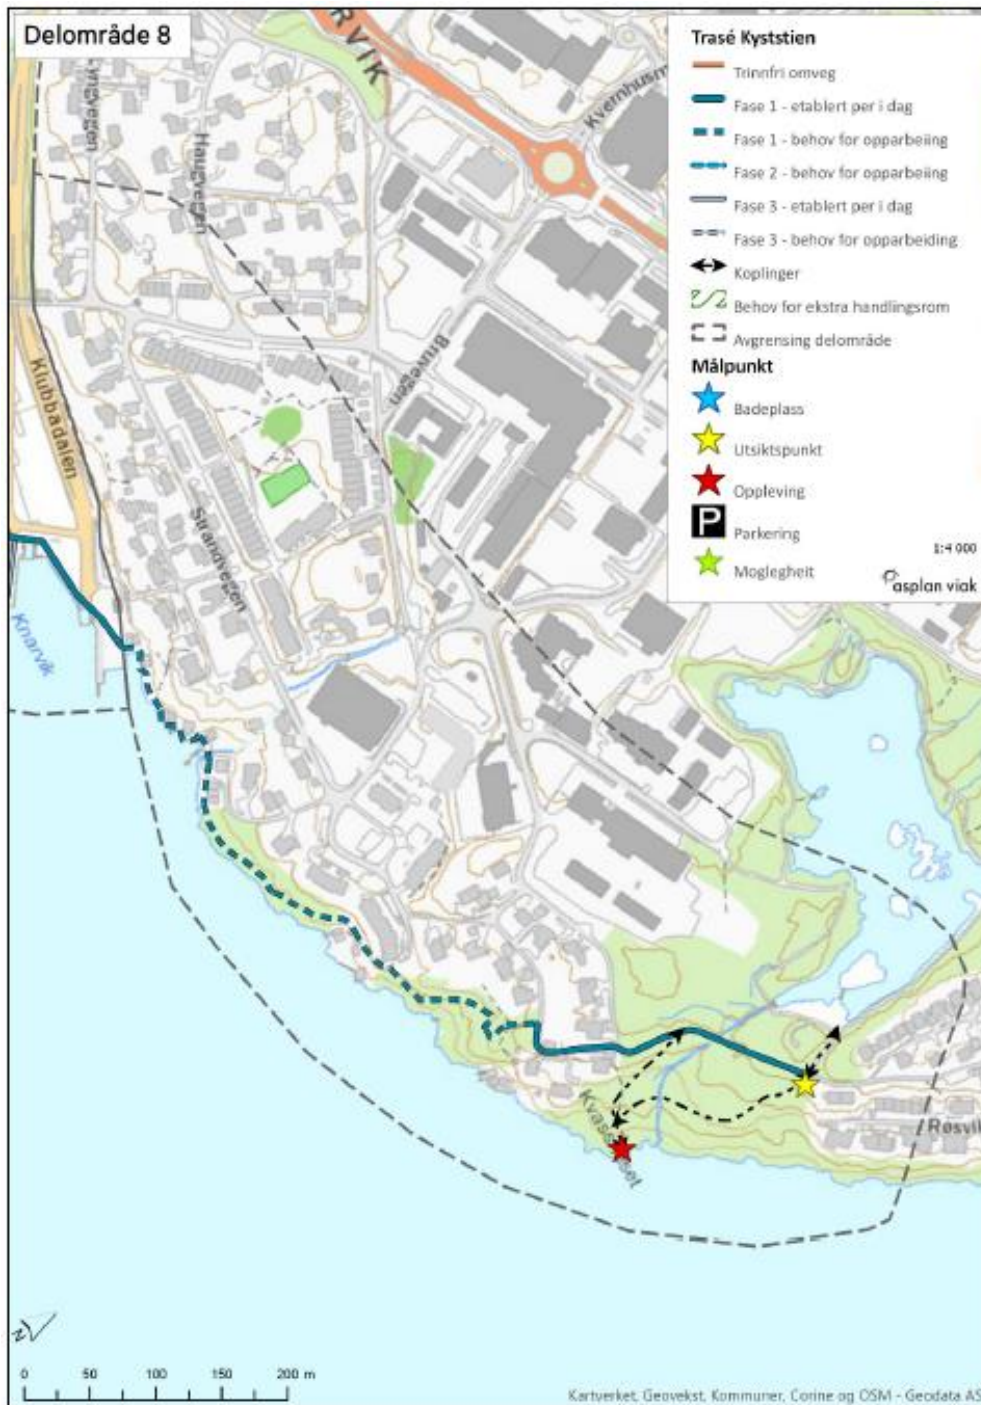 Delområde 8
RVIK
Trasé Kyststien
Trinnfri omveg
Fase 1 - etablert per i dag
Fase 1 - behov for opparbeiing
Fase 2 - behov for opparbeiing
Fase 3 - etablert per i dag
Fase 3 - behov for opparbeiding
Koplinger
Behov for ekstra handlingsrom
Avgrensing delområde
Målpunkt
Badeplass
Utsiktspunkt
Oppleving
P
Parkering
Moglegheit
1:4 000
asplan viak
Kvernhusm
yngvegen
Haugvegen
Bruvegen
Klubbadalen
Strandvegen
Knarvik
Røsvik
N
0 50 100 150 200 m
Kartverket, Geovekst, Kommuner, Corine og OSM - Geodata AS